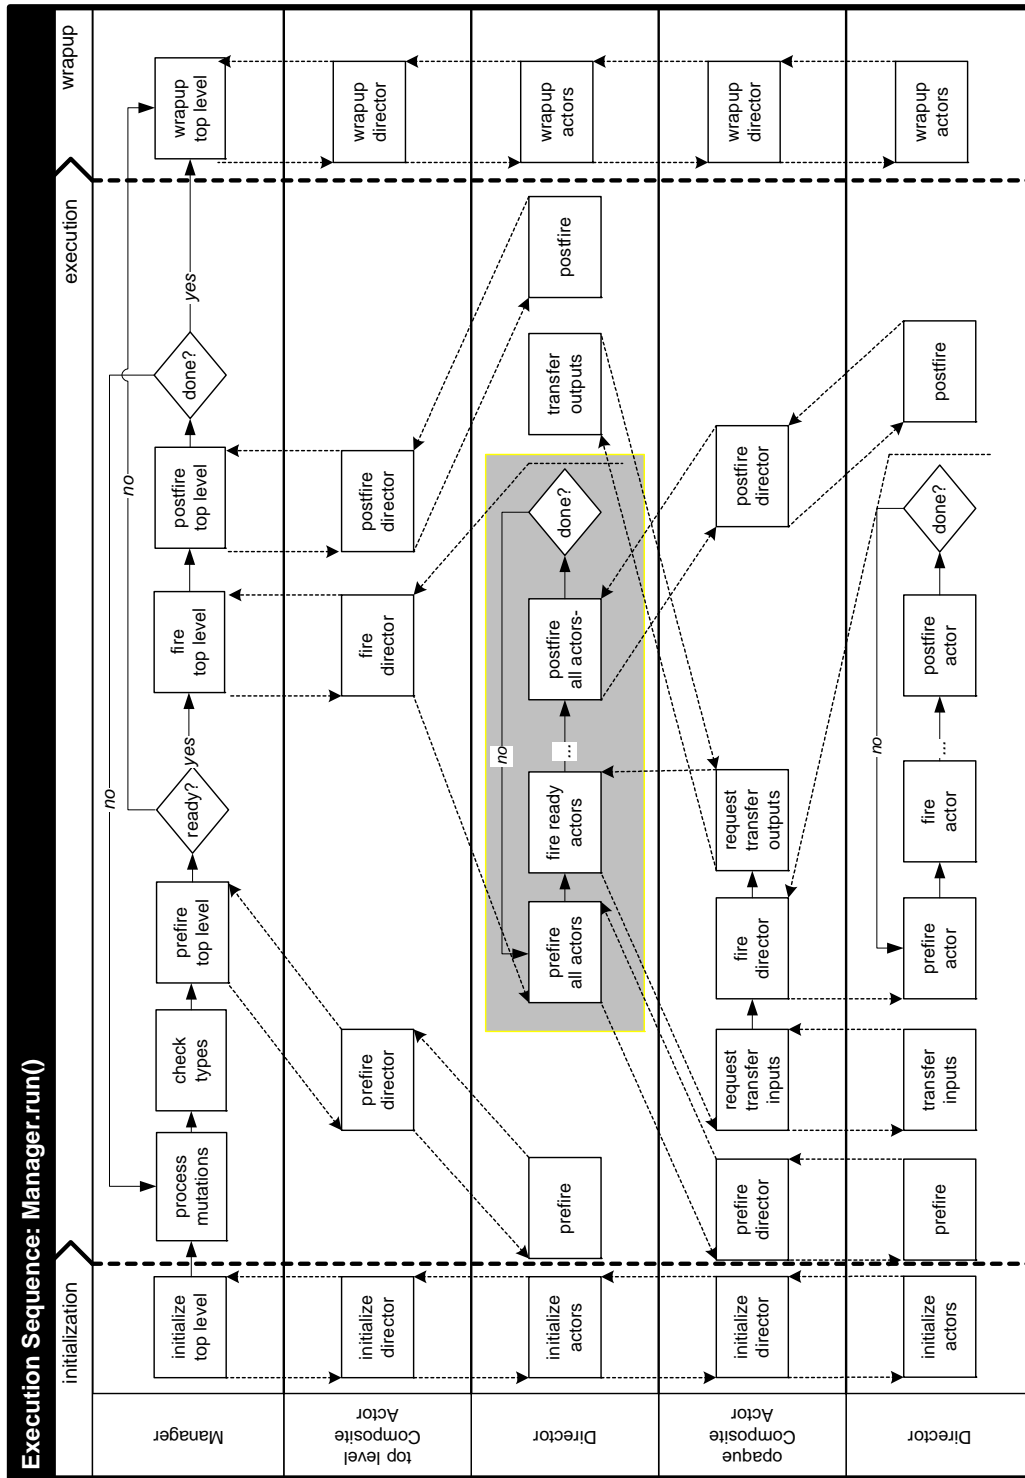 Execution Sequence: Manager.run()
initialization
execution
wrapup
Manager
initialize
top level
process
mutations
check
types
prefire
top level
ready?
yes
no
fire
top level
postfire
top level
done?
yes
no
wrapup
top level
top level
Composite
Actor
initialize
director
prefire
director
fire
director
postfire
director
wrapup
director
Director
initialize
actors
prefire
prefire
all actors
fire ready
actors
...
postfire
all actors-
done?
no
transfer
outputs
postfire
wrapup
actors
opaque
Composite
Actor
initialize
director
prefire
director
request
transfer
inputs
fire
director
request
transfer
outputs
postfire
director
wrapup
director
Director
initialize
actors
prefire
transfer
inputs
prefire
actor
fire
actor
...
postfire
actor
done?
no
postfire
wrapup
actors